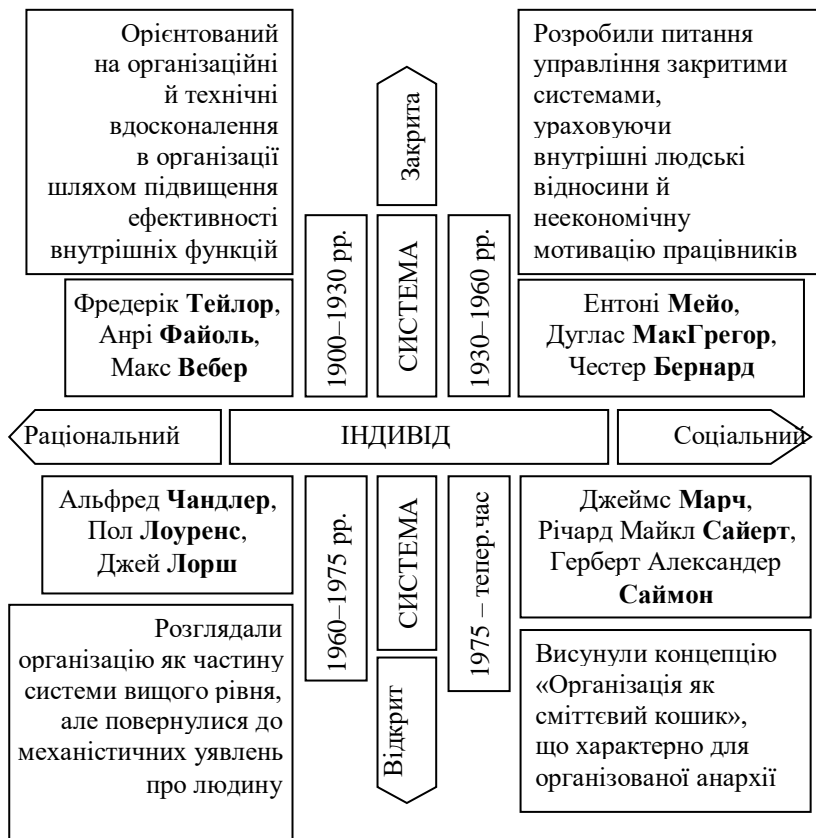 Орієнтований
на організаційні
й технічні
вдосконалення
в організації
шляхом підвищення
ефективності
внутрішніх функцій
Закрита
Розробили питання
управління закритими
системами,
ураховуючи
внутрішні людські
відносини й
неекономічну
мотивацію працівників
Фредерік Тейлор,
Анрі Файоль,
Макс Вебер
1900–1930 рр.
СИСТЕМА
1930–1960 рр.
Ентоні Мейо,
Дуглас МакГрегор,
Честер Бернард
Раціональний
ІНДИВІД
Соціальний
Альфред Чандлер,
Пол Лоуренс,
Джей Лорш
1960–1975 рр.
СИСТЕМА
1975 – тепер.час
Джеймс Марч,
Річард Майкл Сайерт,
Герберт Александер
Саймон
Розглядали
організацію як частину
системи вищого рівня,
але повернулися до
механістичних уявлень
про людину
Відкрит
Висунули концепцію
«Організація як
сміттєвий кошик»,
що характерно для
організованої анархії